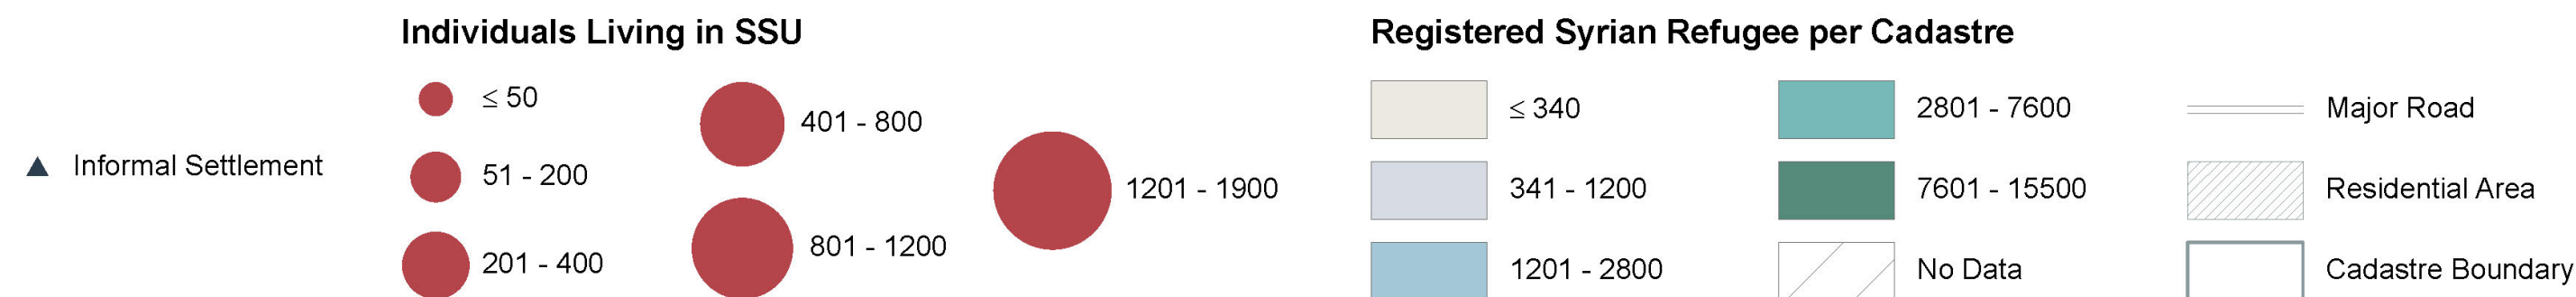 Individuals Living in SSU
Registered Syrian Refugee per Cadastre
Informal Settlement
≤ 50
51 - 200
201 - 400
401 - 800
801 - 1200
1201 - 1900
≤ 340
341 - 1200
1201 - 2800
2801 - 7600
7601 - 15500
No Data
Major Road
Residential Area
Cadastre Boundary